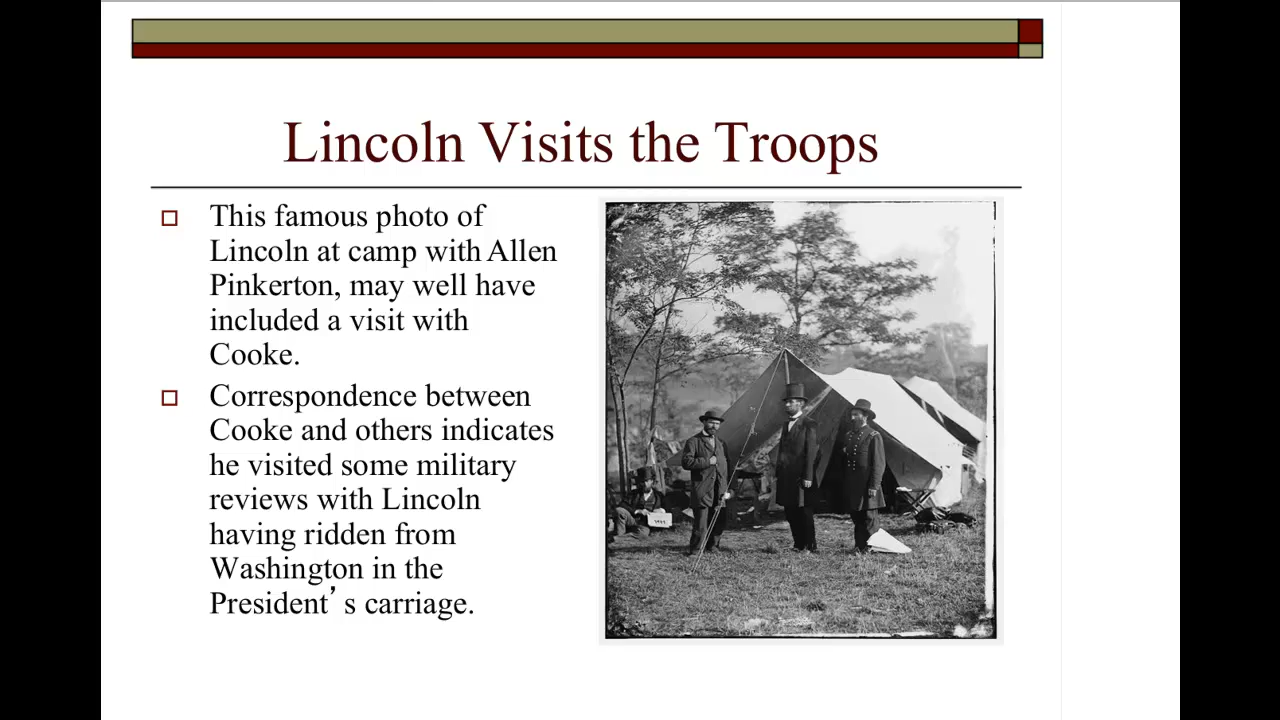 Lincoln Visits the Troops
This famous photo of
Lincoln at camp with Allen
Pinkerton, may well have
included a visit with
Cooke.
Correspondence between
Cooke and others indicates
he visited some military
reviews with Lincoln
having ridden from
Washington in the
President’s carriage.